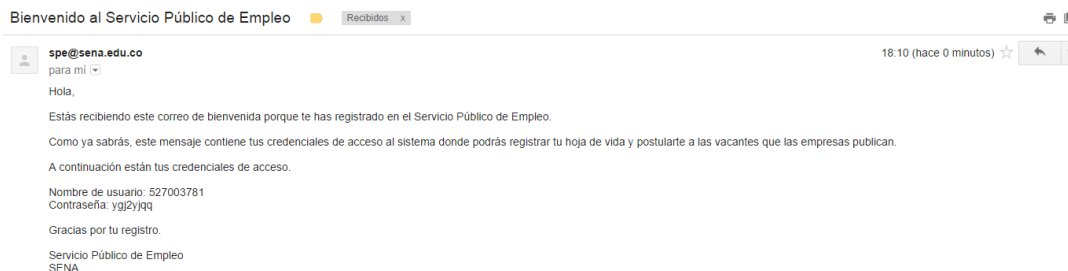 Bienvenido al Servicio Público de Empleo Recibidos x
spe@sena.edu.co 18:10 (hace 0 minutos)
para mí
Hola,
Estás recibiendo este correo de bienvenida porque te has registrado en el Servicio Público de Empleo.
Como ya sabrás, este mensaje contiene tus credenciales de acceso al sistema donde podrás registrar tu hoja de vida y postularte a las vacantes que las empresas publican.
A continuación están tus credenciales de acceso.
Nombre de usuario: 527003781
Contraseña: ygj2yjqq
Gracias por tu registro.
Servicio Público de Empleo
SENA